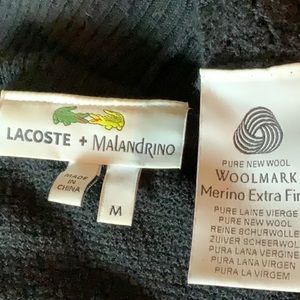 LACOSTE + MALANDRINO
MADE IN
CHINA
M
PURE NEW WOOL
WOOLMARK
Merino Extra Fin
PURE LAINE VIERGE
PURE NEW WOOL
REINE SCHURWOLLE
ZUIVER SCHEERWOL
PURA LANA VERGINE
PURA LANA VIRGEN
PURA LA VIRGEM